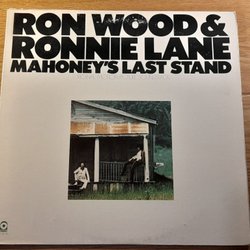 RON WOOD &
RONNIE LANE
MAHONEY'S LAST STAND